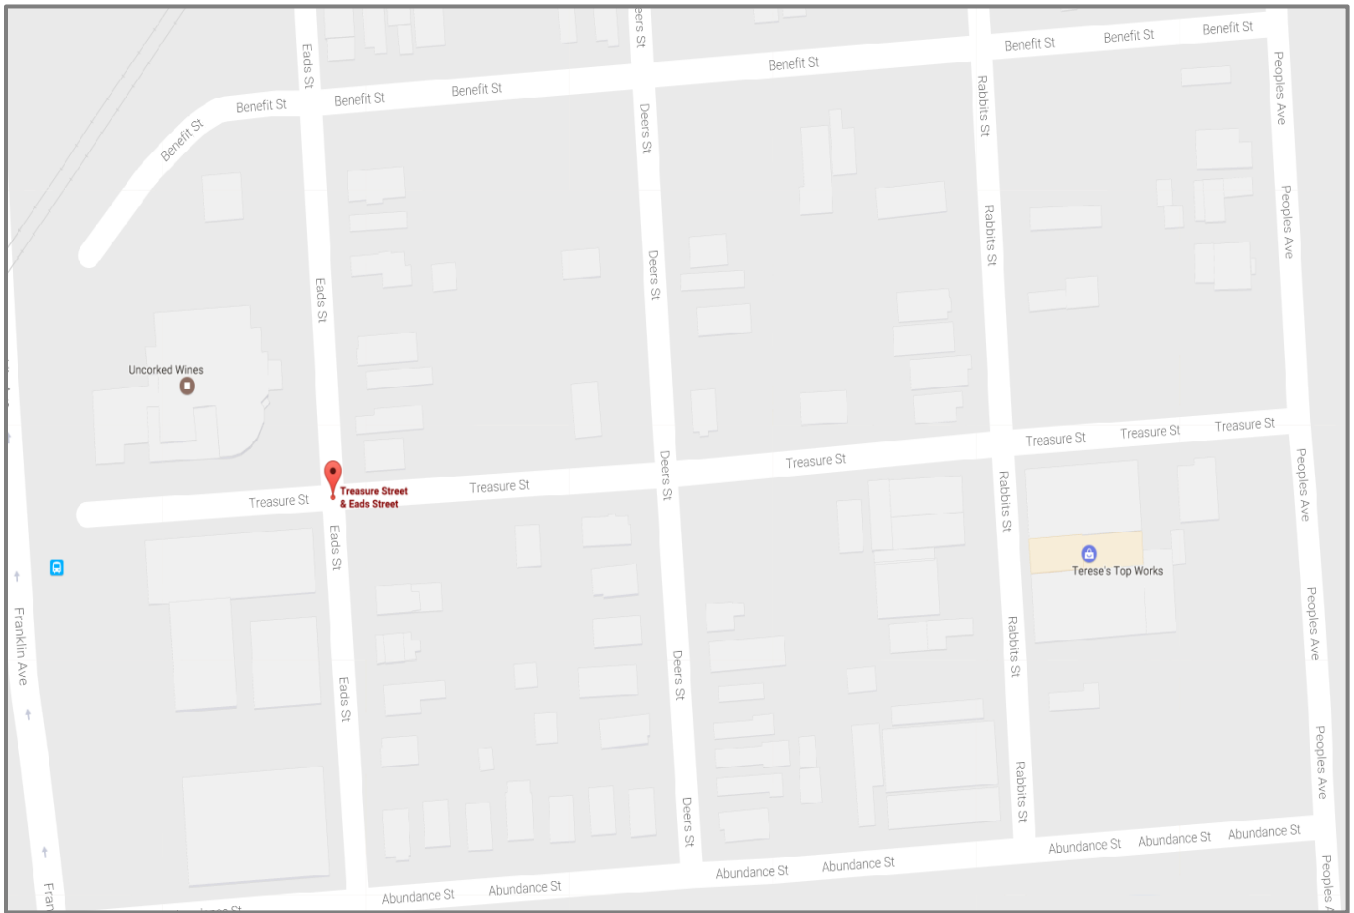 Deers St
Benefit St
Benefit St
Benefit St
Eads St
Benefit St
Benefit St
Benefit St
Benefit St
Benefit St
Peoples Ave
Rabbits St
Deers St
Peoples Ave
Rabbits St
Deers St
Eads St
Uncorked Wines
Treasure St
Treasure St
Treasure St
Treasure St
Treasure St
Treasure St
Treasure Street
& Eads Street
Deers St
Peoples Ave
Rabbits St
Eads St
Terese's Top Works
Peoples Ave
Franklin Ave
Rabbits St
Deers St
Eads St
Peoples Ave
Rabbits St
Deers St
Abundance St
Abundance St
Abundance St
Abundance St
Abundance St
Abundance St
Abundance St
Peoples A
Fran